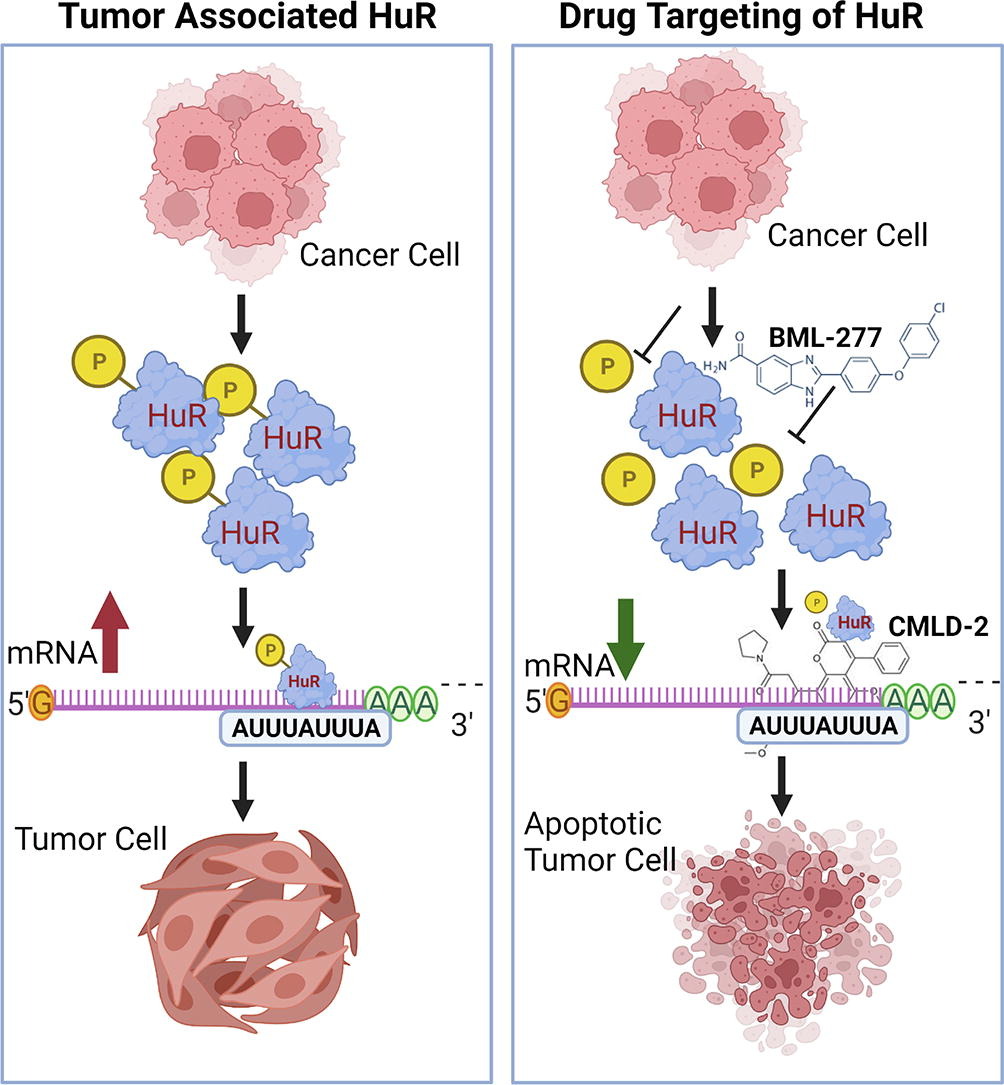 Tumor Associated HuR
Cancer Cell
P
HuR
P
HuR
P
HuR
mRNA
P
HuR
5'G
AAA
3'
AUUUAUUUA
Tumor Cell
Drug Targeting of HuR
Cancer Cell
BML-277
Cl
O
H₂N
N
N
H
O
P
HuR
P
P
HuR
HuR
P
HuR
CMLD-2
mRNA
O
O
N
O
O
5'G
AAA
3'
AUUUAUUUA
O
Apoptotic
Tumor Cell